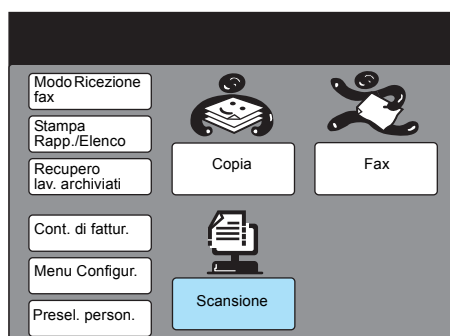 Modo Ricezione
fax
Stampa
Rapp./Elenco
Recupero
lav. archiviati
Copia
Fax
Cont. di fattur.
Menu Configur.
Presel. person.
Scansione